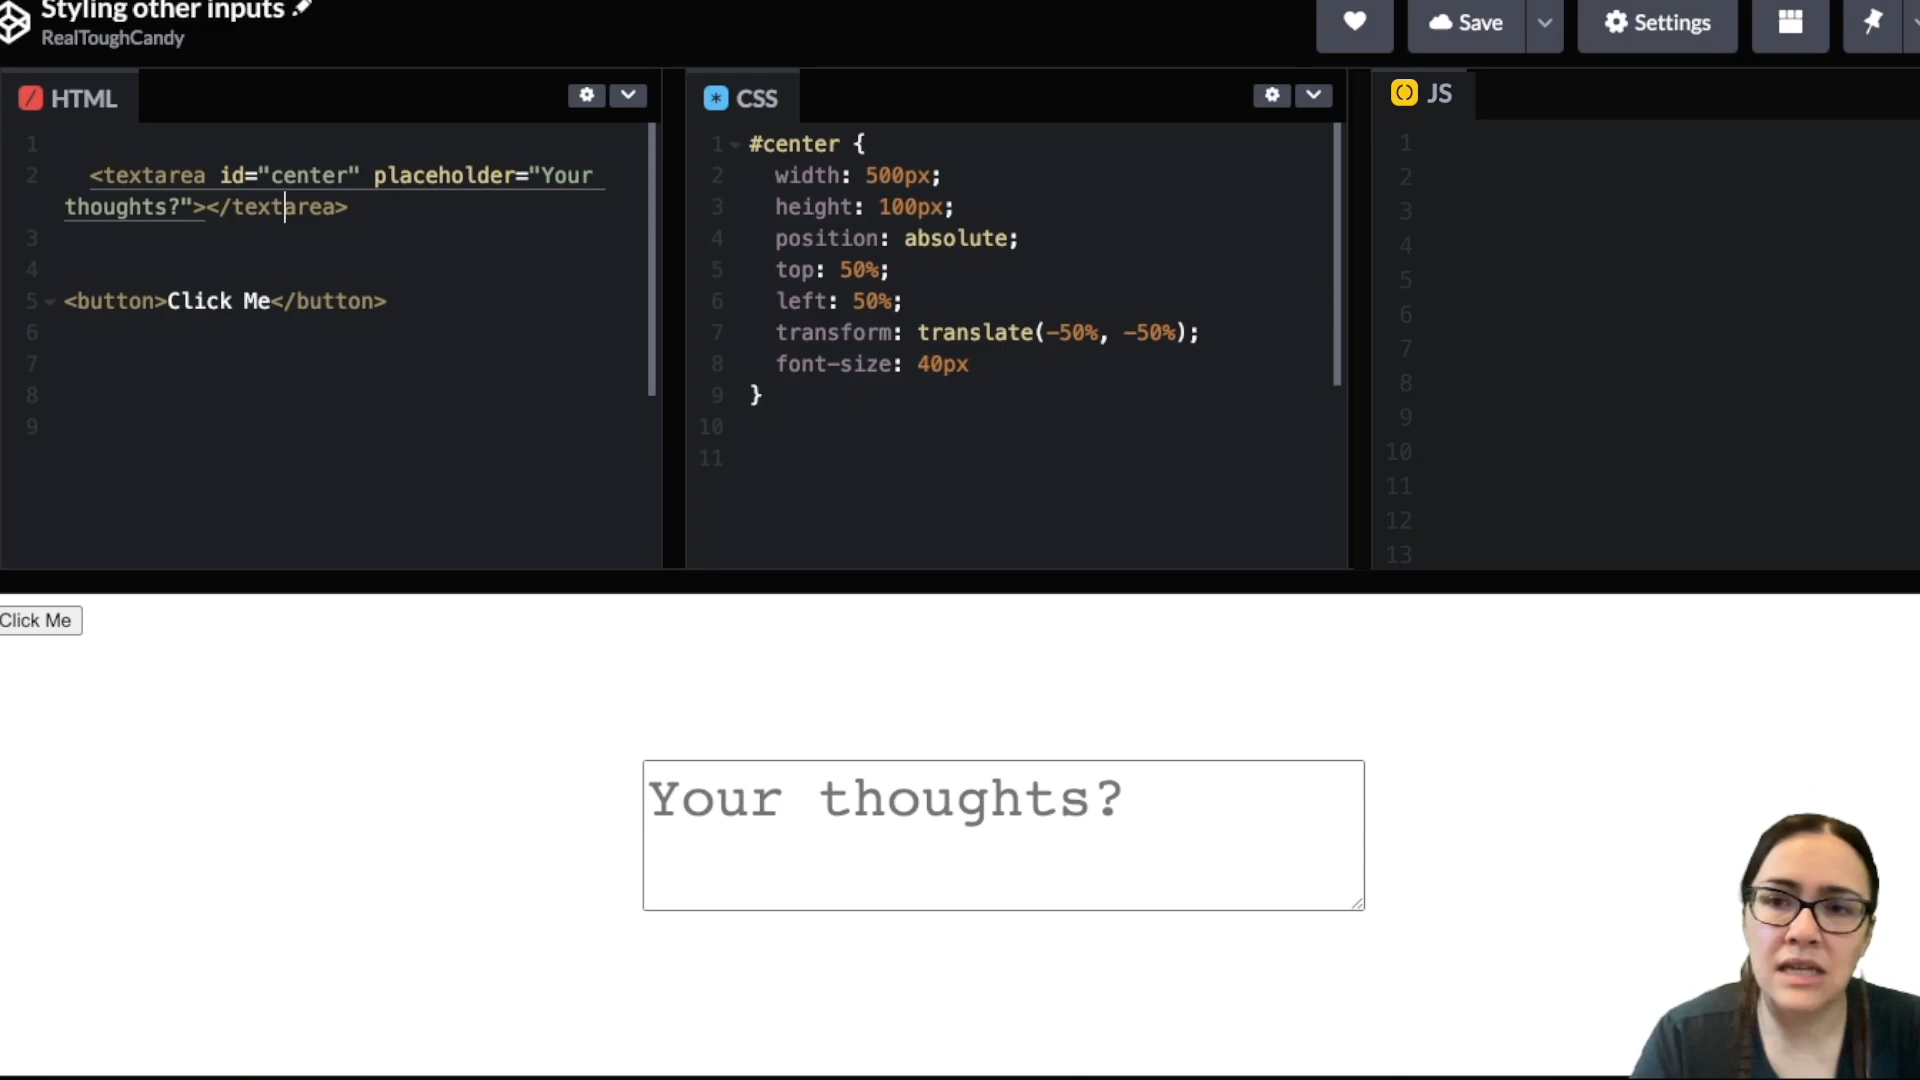 Styling other inputs
RealToughCandy
Save
Settings
HTML
1
2 <textarea id="center" placeholder="Your
thoughts?"></textarea>
3
4
5 <button>Click Me</button>
6
7
8
9
CSS
1 #center {
2 width: 500px;
3 height: 100px;
4 position: absolute;
5 top: 50%;
6 left: 50%;
7 transform: translate(-50%, -50%);
8 font-size: 40px
9 }
10
11
JS
1
2
3
4
5
6
7
8
9
10
11
12
13
Click Me
Your thoughts?